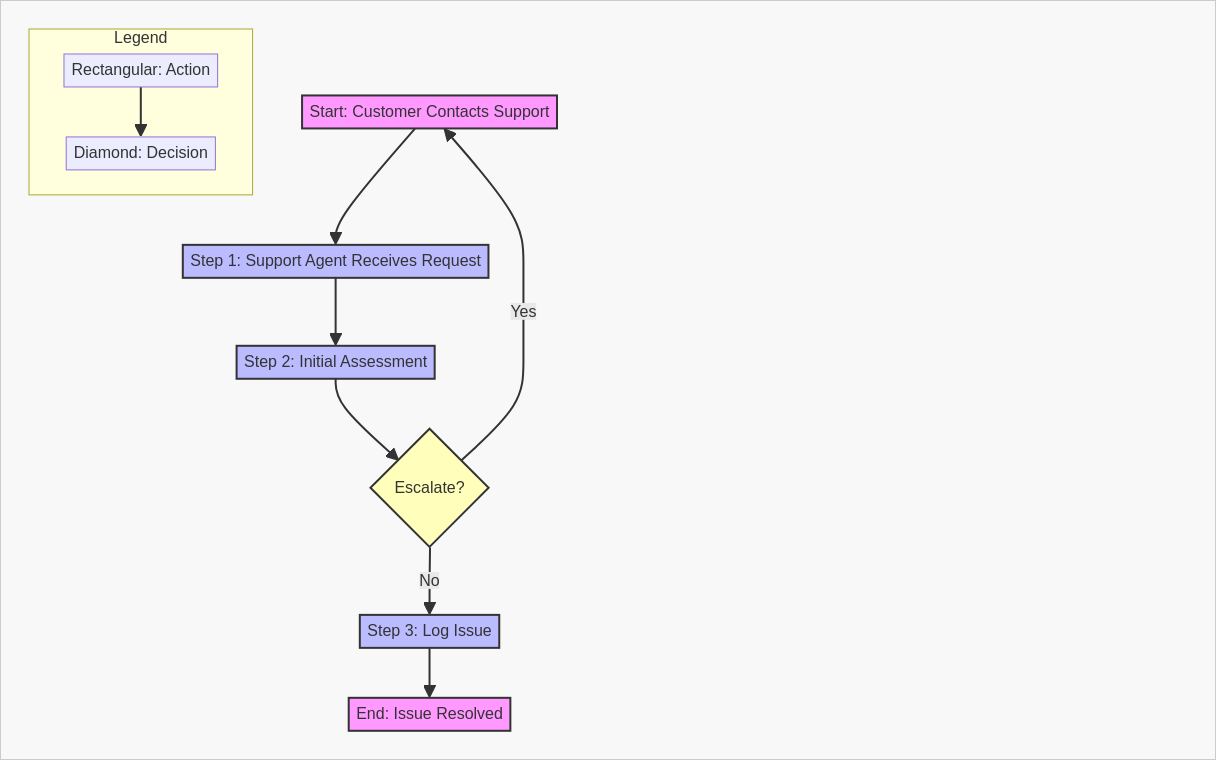 Legend
Rectangular: Action
Diamond: Decision
Start: Customer Contacts Support
Step 1: Support Agent Receives Request
Yes
Step 2: Initial Assessment
Escalate?
No
Step 3: Log Issue
End: Issue Resolved